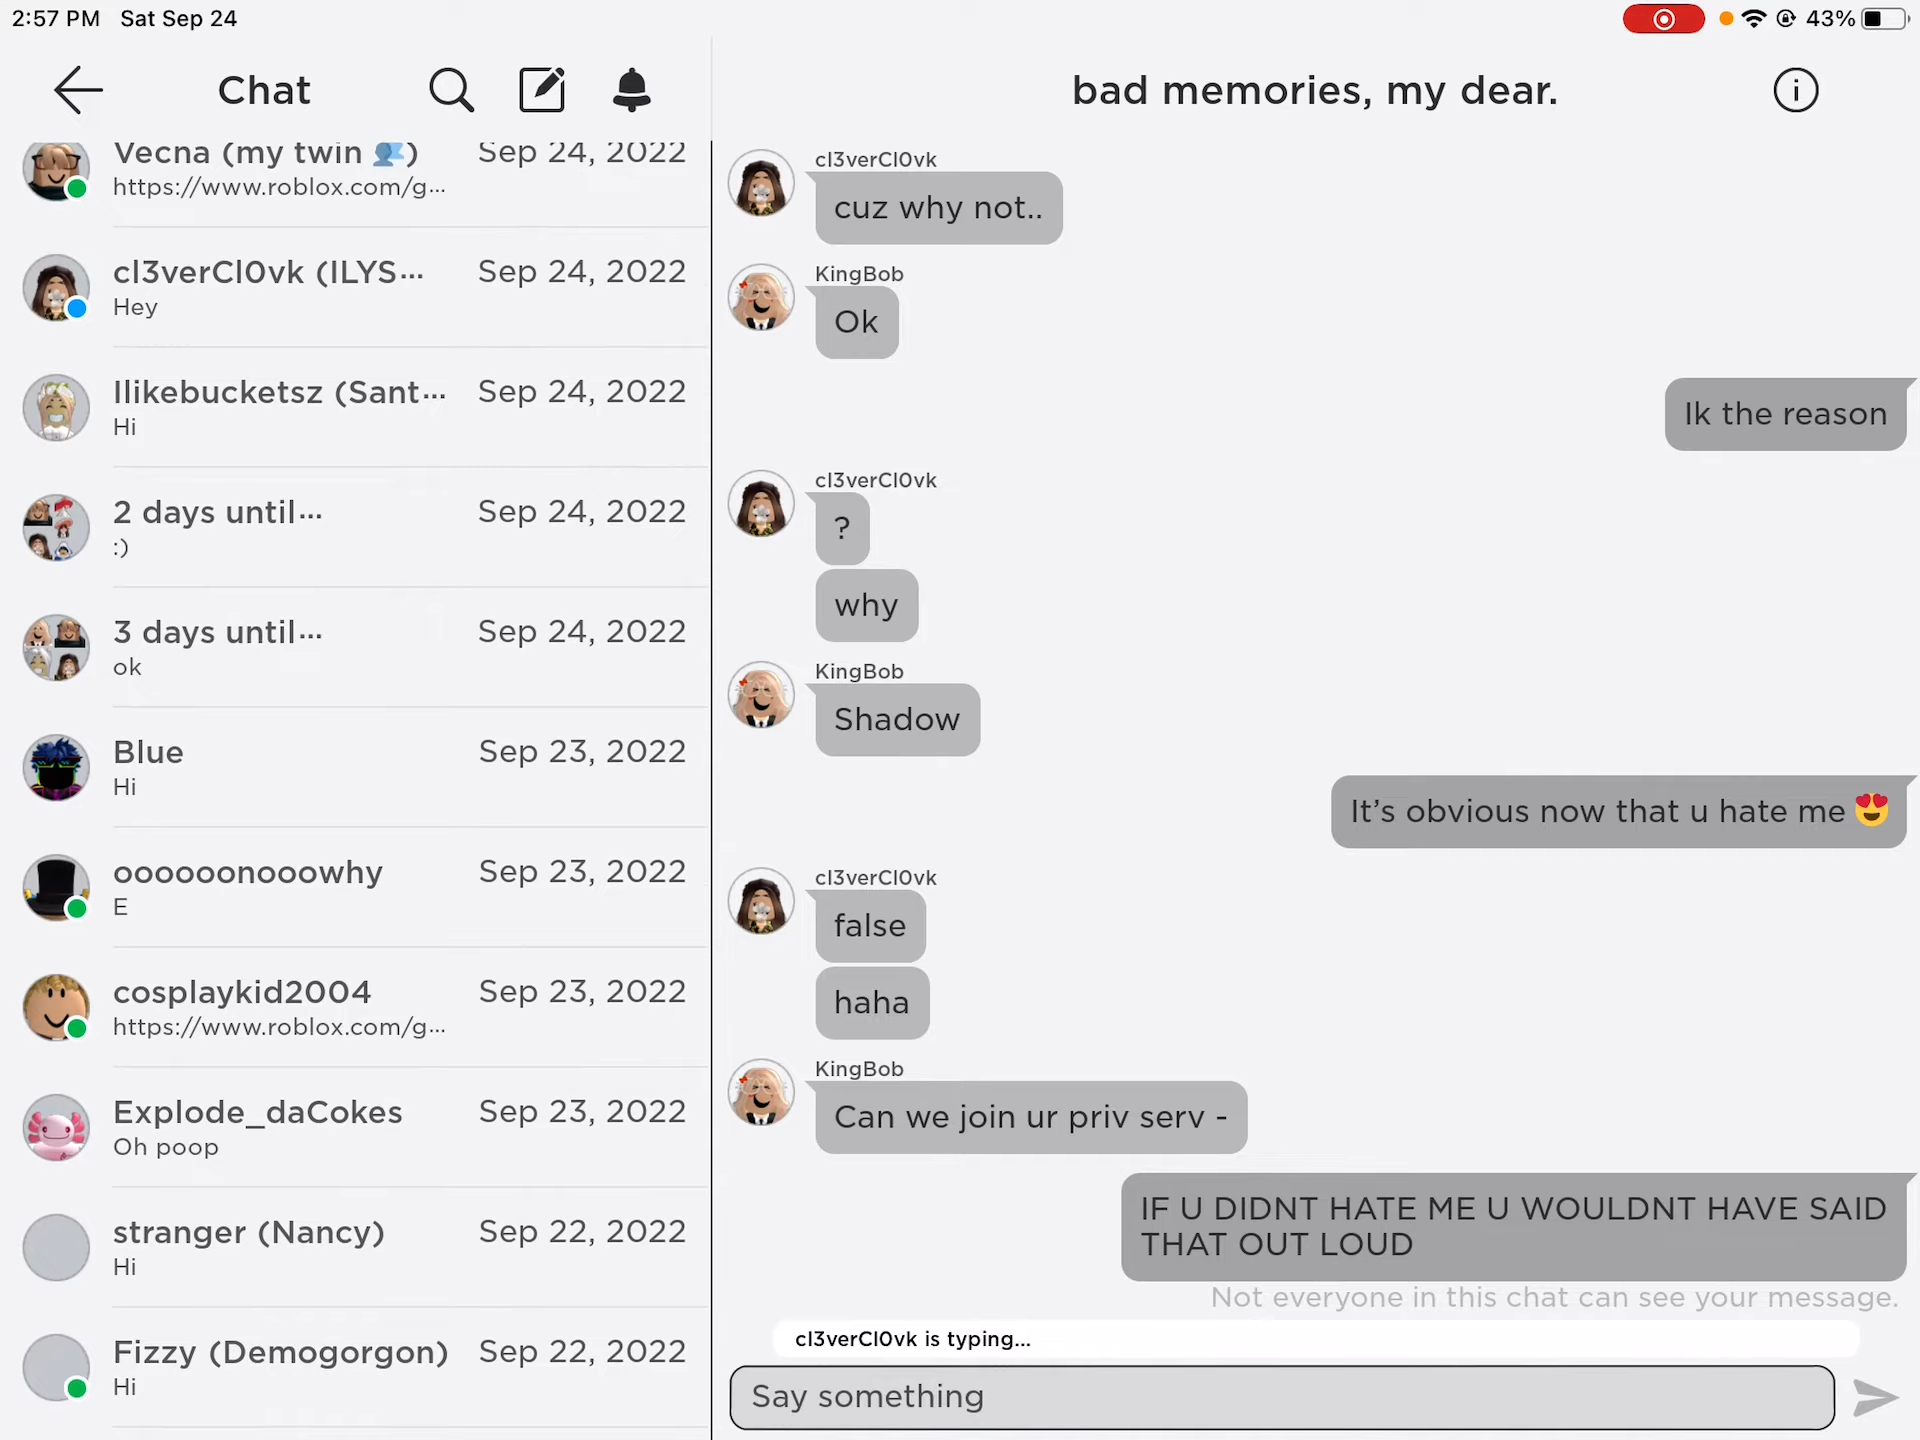 2:57 PM Sat Sep 24
43%
Chat
Vecna (my twin 👥) Sep 24, 2022
https://www.roblox.com/g...
cl3verCl0vk (ILYS... Sep 24, 2022
Hey
Ilikebucketsz (Sant... Sep 24, 2022
Hi
2 days until... Sep 24, 2022
:)
3 days until... Sep 24, 2022
ok
Blue Sep 23, 2022
Hi
oooooonooowhy Sep 23, 2022
E
cosplaykid2004 Sep 23, 2022
https://www.roblox.com/g...
Explode_daCokes Sep 23, 2022
Oh poop
stranger (Nancy) Sep 22, 2022
Hi
Fizzy (Demogorgon) Sep 22, 2022
Hi
bad memories, my dear.
cl3verCl0vk
cuz why not..
KingBob
Ok
Ik the reason
cl3verCl0vk
?
why
KingBob
Shadow
It’s obvious now that u hate me 😍
cl3verCl0vk
false
haha
KingBob
Can we join ur priv serv -
IF U DIDNT HATE ME U WOULDNT HAVE SAID
THAT OUT LOUD
Not everyone in this chat can see your message.
cl3verCl0vk is typing...
Say something